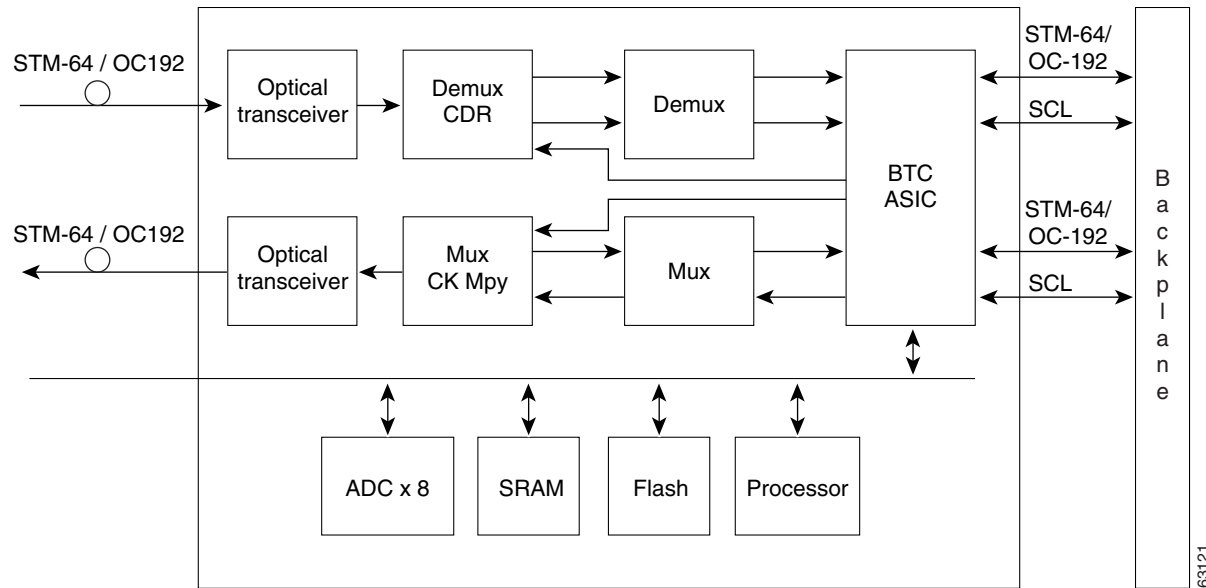 STM-64 / OC192
Optical
transceiver
Demux
CDR
Demux
BTC
ASIC
STM-64/
OC-192
SCL
STM-64 / OC192
Optical
transceiver
Mux
CK Mpy
Mux
STM-64/
OC-192
SCL
Backplane
ADC x 8
SRAM
Flash
Processor
63121